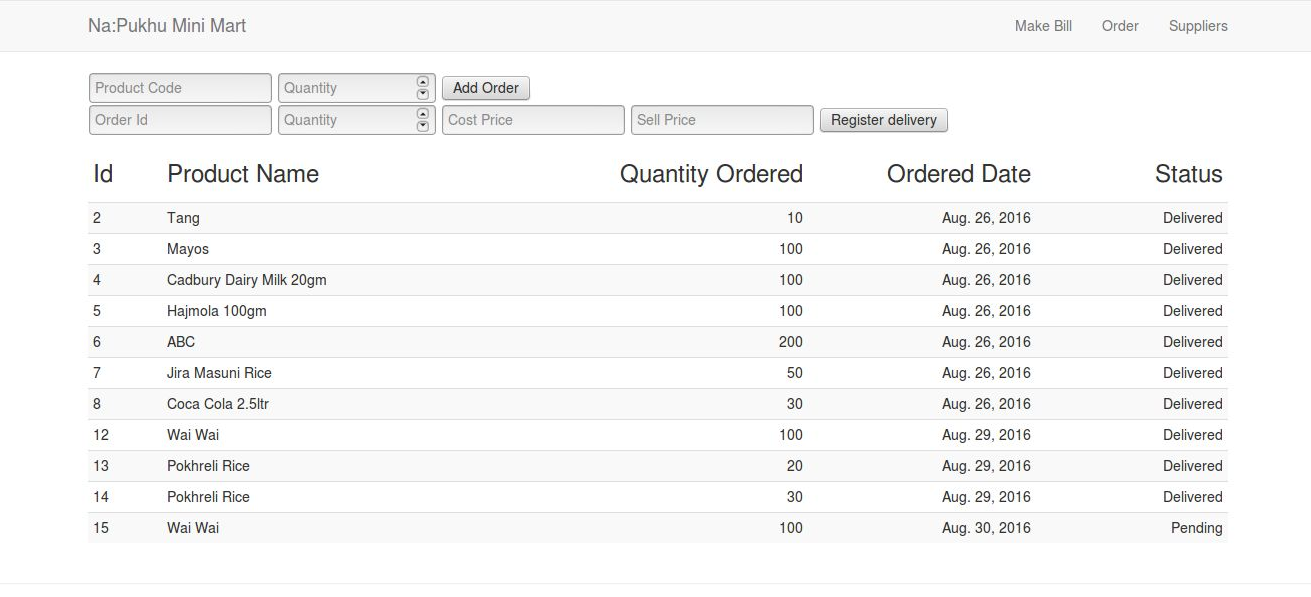 Na:Pukhu Mini Mart Make Bill Order Suppliers
Product Code Quantity Add Order
Order Id Quantity Cost Price Sell Price Register delivery
Id Product Name Quantity Ordered Ordered Date Status
2 Tang 10 Aug. 26, 2016 Delivered
3 Mayos 100 Aug. 26, 2016 Delivered
4 Cadbury Dairy Milk 20gm 100 Aug. 26, 2016 Delivered
5 Hajmola 100gm 100 Aug. 26, 2016 Delivered
6 ABC 200 Aug. 26, 2016 Delivered
7 Jira Masuni Rice 50 Aug. 26, 2016 Delivered
8 Coca Cola 2.5ltr 30 Aug. 26, 2016 Delivered
12 Wai Wai 100 Aug. 29, 2016 Delivered
13 Pokhreli Rice 20 Aug. 29, 2016 Delivered
14 Pokhreli Rice 30 Aug. 29, 2016 Delivered
15 Wai Wai 100 Aug. 30, 2016 Pending